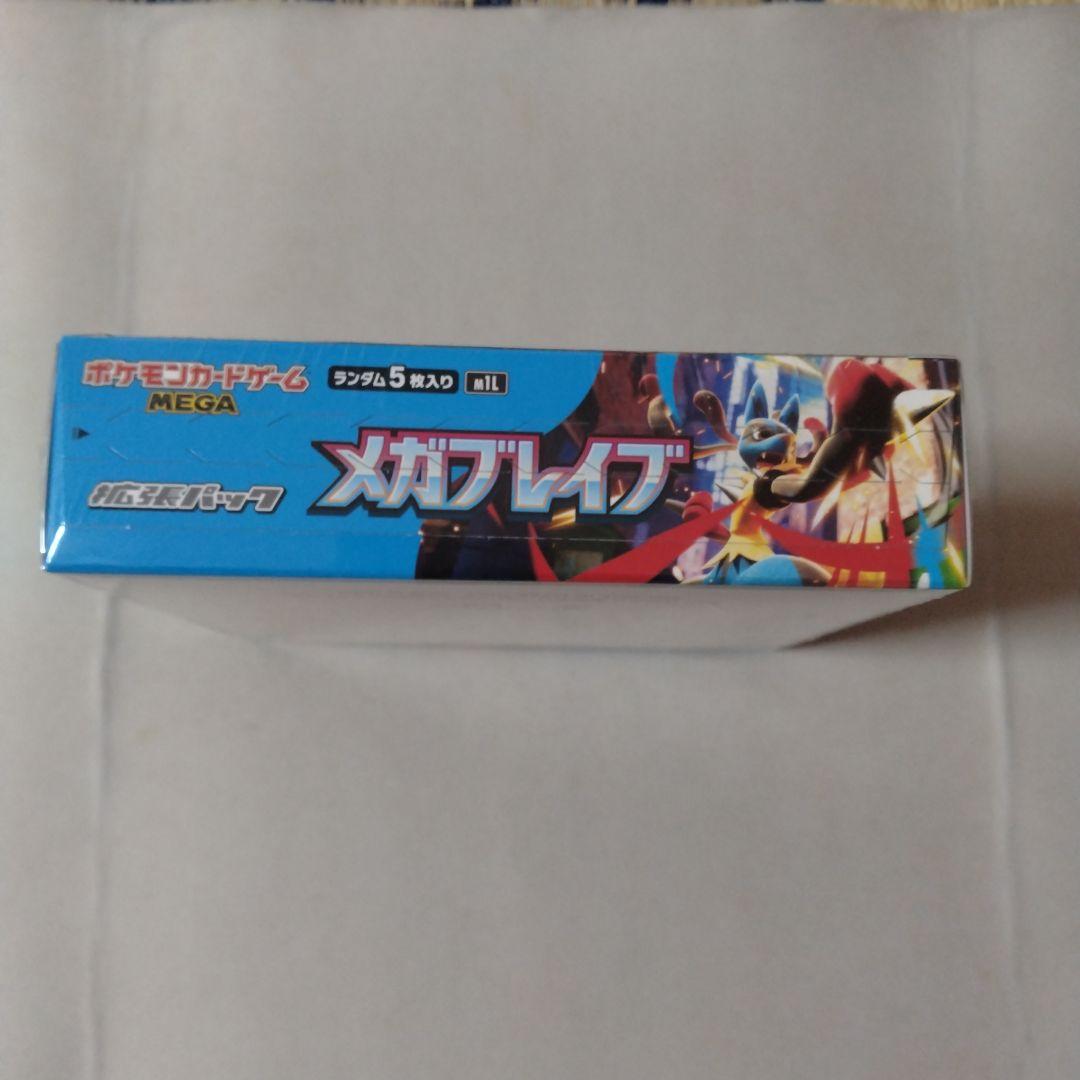 ポケモンカードゲーム
MEGA
ランダム5枚入り
M1L
拡張パック
メガブレイブ